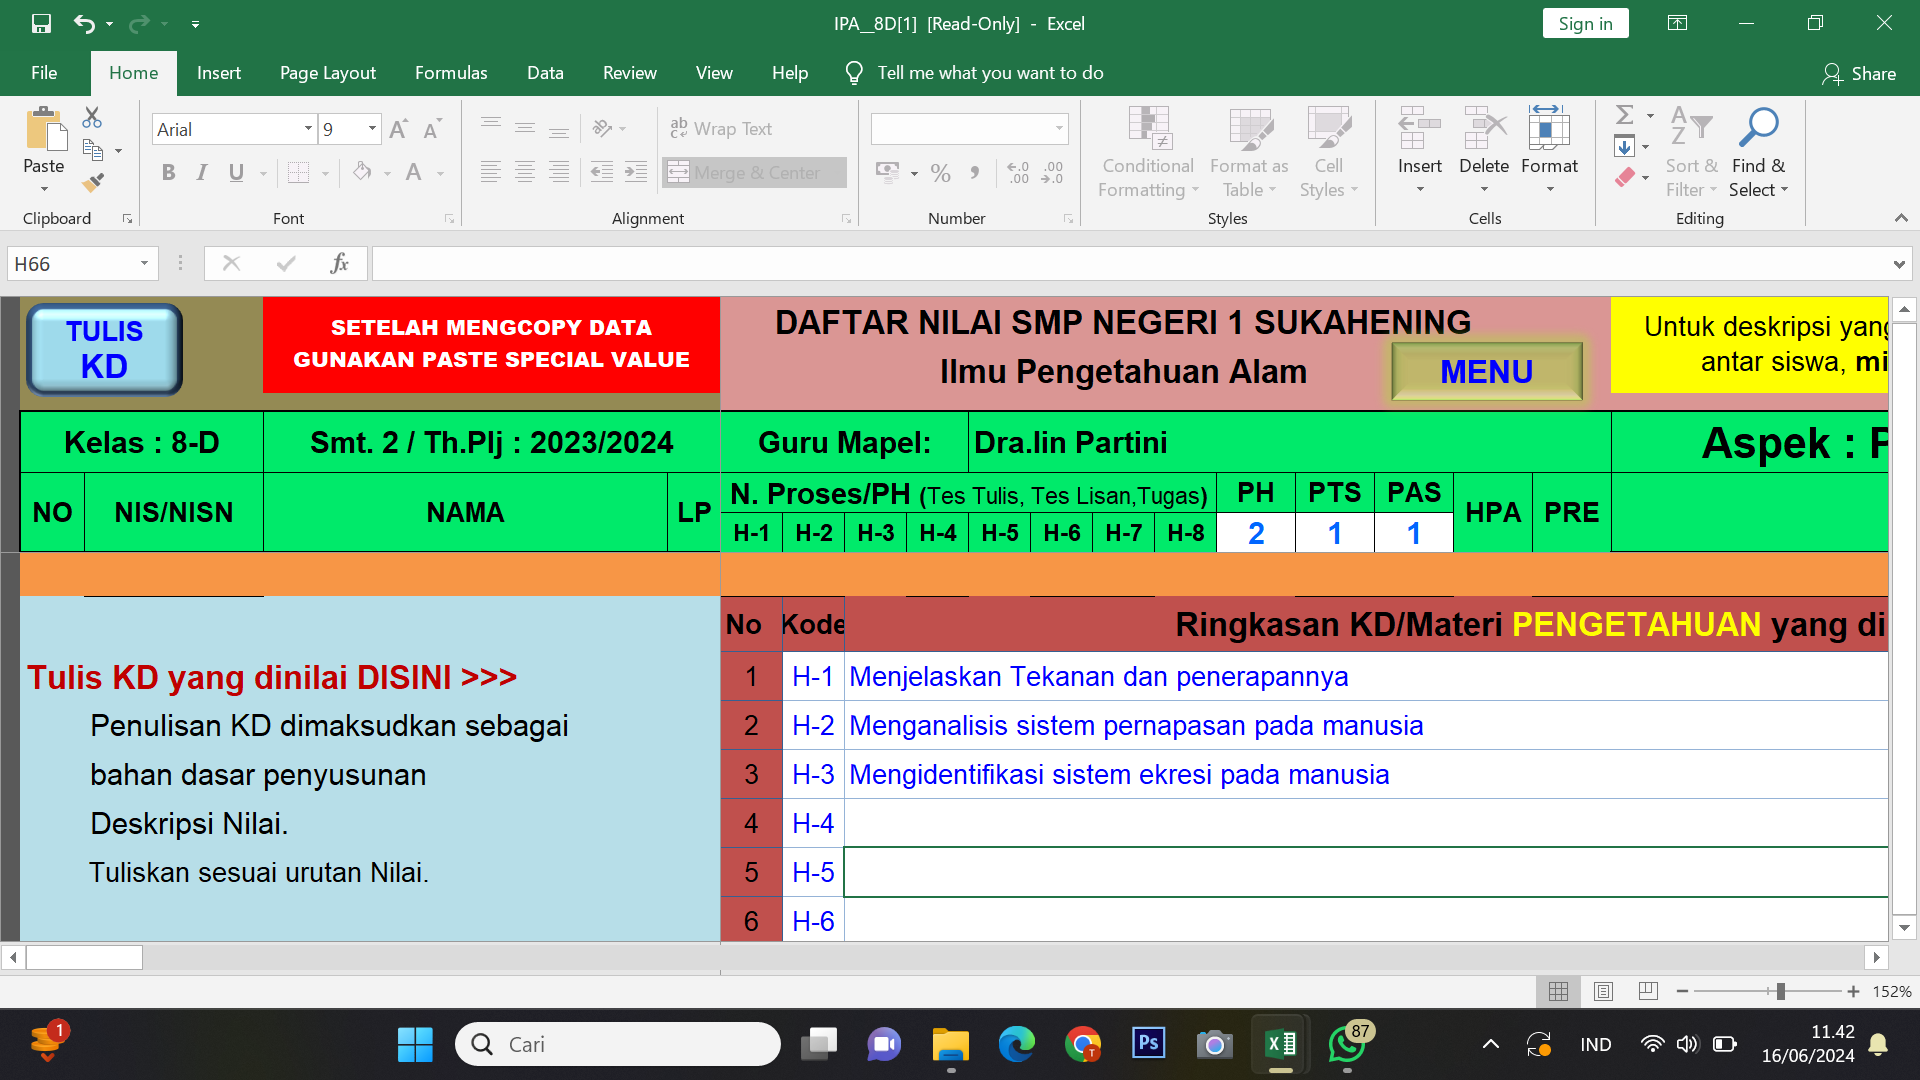 IPA__8D[1]  [Read-Only]  -  Excel
Sign in
File Home Insert Page Layout Formulas Data Review View Help Tell me what you want to do
Share
Paste
Clipboard
Arial 9
B I U A
Font
Wrap Text
Merge & Center
Alignment
Number
Conditional Formatting
Format as Table
Cell Styles
Styles
Insert Delete Format
Cells
Sort & Filter
Find & Select
Editing
H66
fx
TULIS
KD
SETELAH MENGCOPY DATA
GUNAKAN PASTE SPECIAL VALUE
DAFTAR NILAI SMP NEGERI 1 SUKAHENING
Ilmu Pengetahuan Alam
MENU
Untuk deskripsi yang
antar siswa, mi
Kelas : 8-D
Smt. 2 / Th.Plj : 2023/2024
Guru Mapel:
Dra.Iin Partini
Aspek : P
NO NIS/NISN NAMA LP
N. Proses/PH (Tes Tulis, Tes Lisan,Tugas)
PH PTS PAS HPA PRE
H-1 H-2 H-3 H-4 H-5 H-6 H-7 H-8 2 1 1
No Kode Ringkasan KD/Materi PENGETAHUAN yang di
Tulis KD yang dinilai DISINI >>>
Penulisan KD dimaksudkan sebagai
bahan dasar penyusunan
Deskripsi Nilai.
Tuliskan sesuai urutan Nilai.
1 H-1 Menjelaskan Tekanan dan penerapannya
2 H-2 Menganalisis sistem pernapasan pada manusia
3 H-3 Mengidentifikasi sistem ekresi pada manusia
4 H-4
5 H-5
6 H-6
152%
1
Cari
Ps
87
IND
11.42
16/06/2024